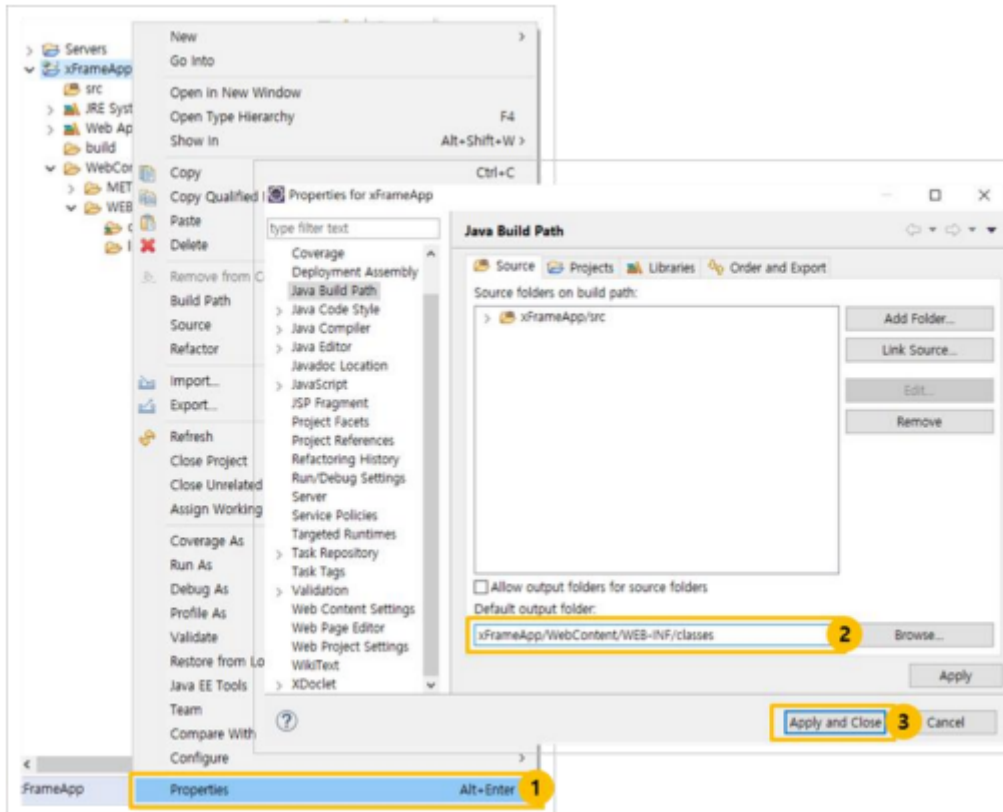 New
Go Into
Servers
xFrameApp
src
Open in New Window
JRE Syst
Open Type Hierarchy F4
Web Ap
Show In Alt+Shift+W >
build
WebCor
Copy Ctrl+C
MET
Copy Qualified
WEB
Paste
Delete
Remove from C
Build Path
Source
Refactor
Import...
Export...
Refresh
Close Project
Close Unrelated
Assign Working
Coverage As
Run As
Debug As
Profile As
Validate
Restore from Lo
Java EE Tools
Team
Compare With
Configure
FrameApp
Properties Alt+Enter 1
Properties for xFrameApp
type filter text
Coverage
Deployment Assembly
Java Build Path
Java Code Style
Java Compiler
Java Editor
Javadoc Location
JavaScript
JSP Fragment
Project Facets
Project References
Refactoring History
Run/Debug Settings
Server
Service Policies
Targeted Runtimes
Task Repository
Task Tags
Validation
Web Content Settings
Web Page Editor
Web Project Settings
WikiText
XDoclet
Java Build Path
Source Projects Libraries Order and Export
Source folders on build path:
xFrameApp/src
Add Folder...
Link Source...
Edit...
Remove
Allow output folders for source folders
Default output folder:
xFrameApp/WebContent/WEB-INF/classes 2 Browse...
Apply
Apply and Close 3 Cancel